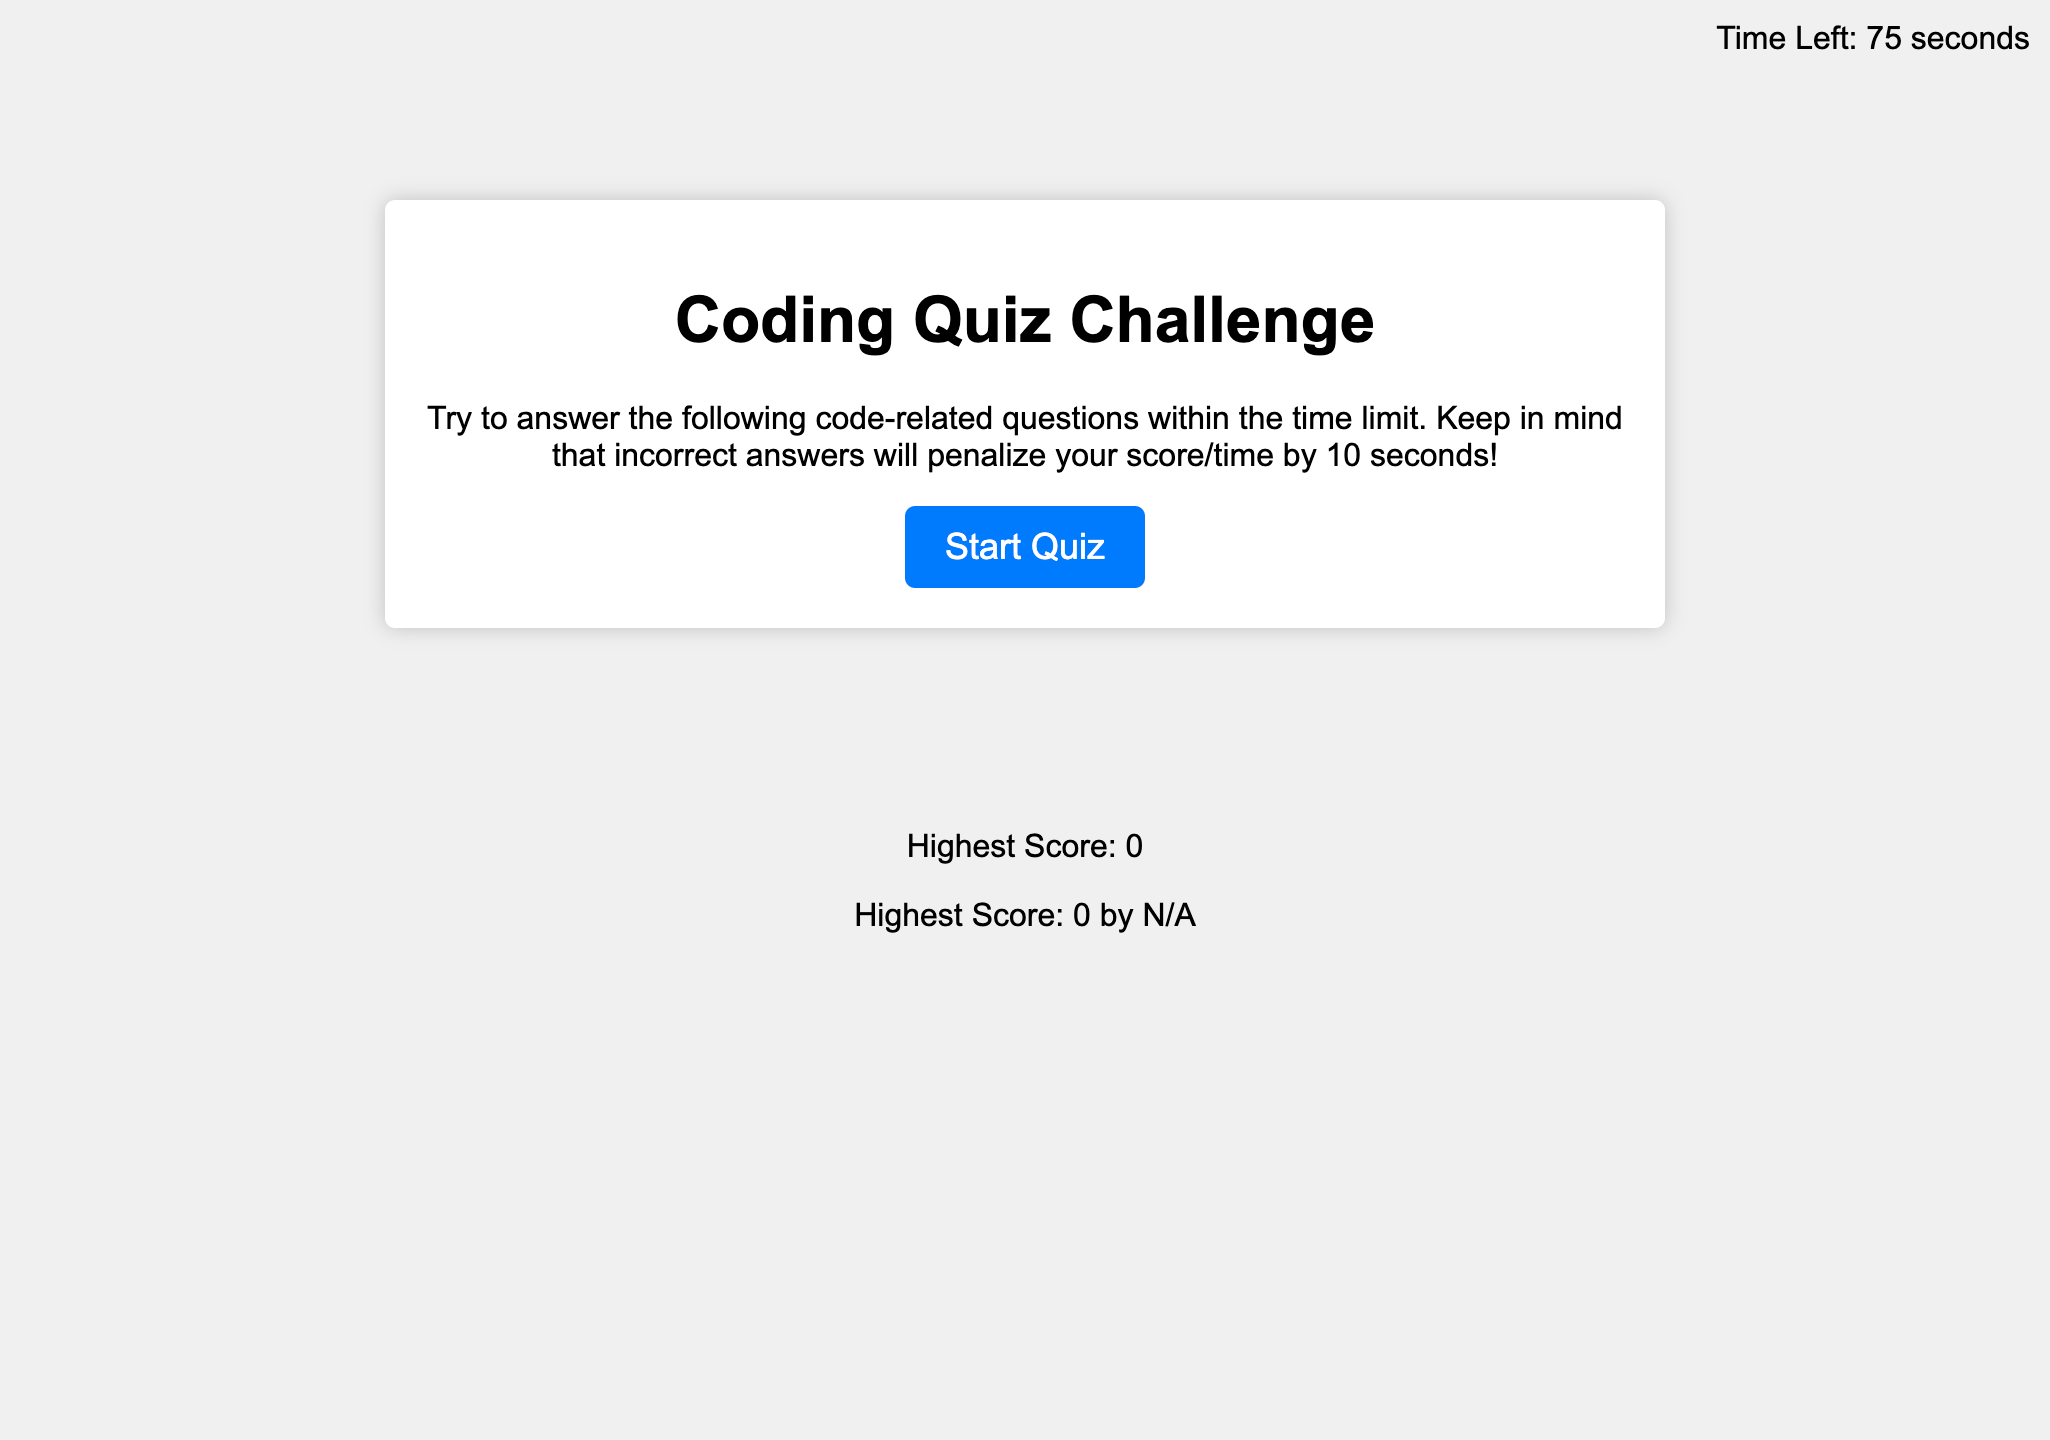 Time Left: 75 seconds
Coding Quiz Challenge
Try to answer the following code-related questions within the time limit. Keep in mind
that incorrect answers will penalize your score/time by 10 seconds!
Start Quiz
Highest Score: 0
Highest Score: 0 by N/A